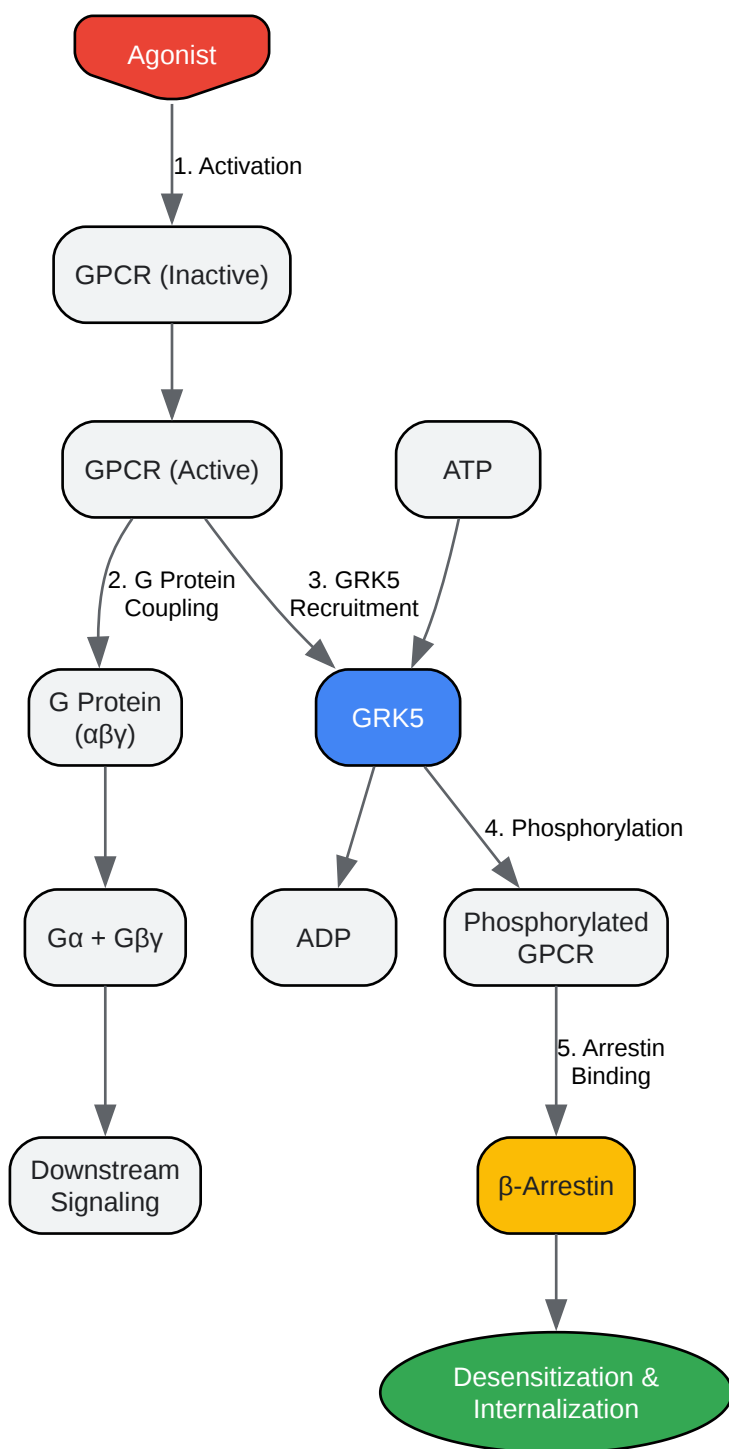 Agonist
1. Activation
GPCR (Inactive)
GPCR (Active)
ATP
2. G Protein
Coupling
3. GRK5
Recruitment
G Protein
(αβγ)
GRK5
4. Phosphorylation
Gα + Gβγ
ADP
Phosphorylated
GPCR
5. Arrestin
Binding
Downstream
Signaling
β-Arrestin
Desensitization &
Internalization